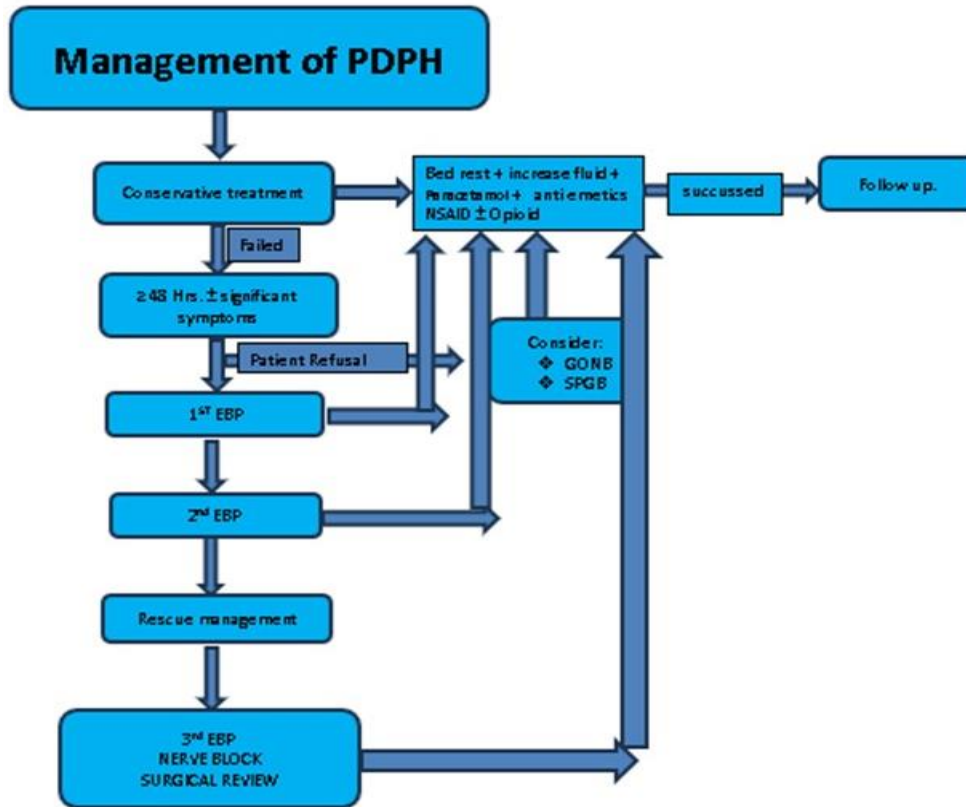 Management of PDPH
Conservative treatment
Bed rest + increase fluid +
Paracetamol + antiemetics
NSAID ± Opioid
succussed
Follow up.
Failed
≥48 Hrs. ± significant
symptoms
Patient Refusal
Consider:
❖ GONB
❖ SPGB
1ST EBP
2nd EBP
Rescue management
3rd EBP
NERVE BLOCK
SURGICAL REVIEW